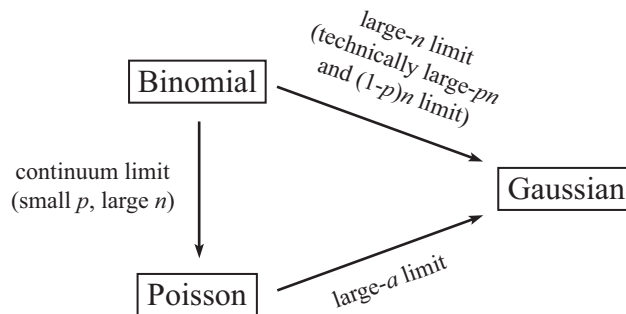 large-n limit
(technically large-pn
and (1-p)n limit)
Binomial
continuum limit
(small p, large n)
Gaussian
Poisson
large-a limit